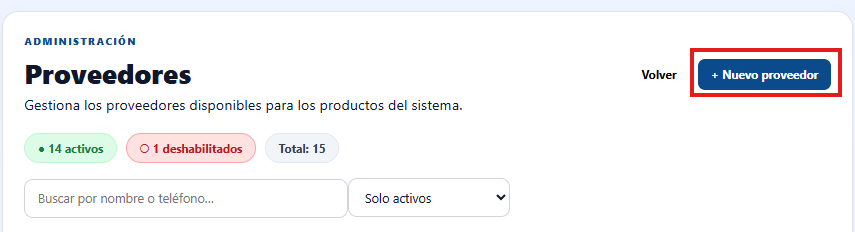 ADMINISTRACIÓN
Proveedores
Volver
+ Nuevo proveedor
Gestiona los proveedores disponibles para los productos del sistema.
● 14 activos
○ 1 deshabilitados
Total: 15
Buscar por nombre o teléfono...
Solo activos